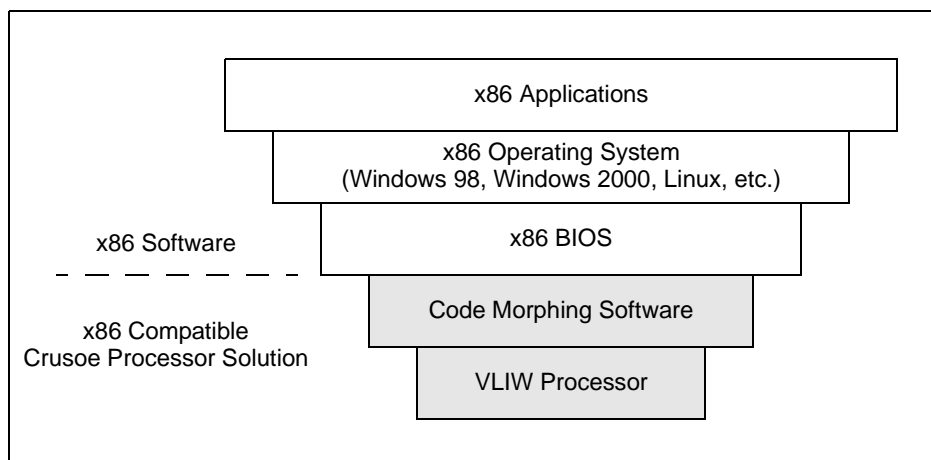 x86 Applications
x86 Operating System
(Windows 98, Windows 2000, Linux, etc.)
x86 BIOS
x86 Software
Code Morphing Software
x86 Compatible
Crusoe Processor Solution
VLIW Processor